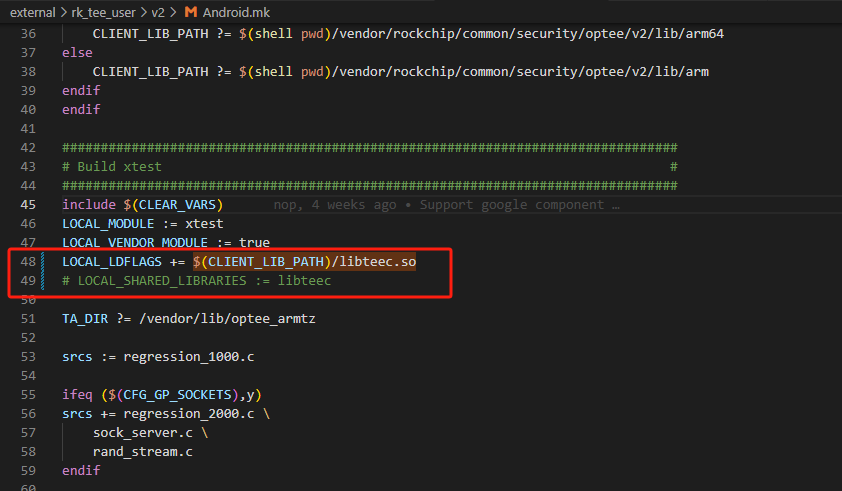 external > rk_tee_user > v2 > Android.mk
36 CLIENT_LIB_PATH ?= $(shell pwd)/vendor/rockchip/common/security/optee/v2/lib/arm64
37 else
38 CLIENT_LIB_PATH ?= $(shell pwd)/vendor/rockchip/common/security/optee/v2/lib/arm
39 endif
40 endif
41
42 ################################################################################
43 # Build xtest #
44 ################################################################################
45 include $(CLEAR_VARS) nop, 4 weeks ago • Support google component …
46 LOCAL_MODULE := xtest
47 LOCAL_VENDOR_MODULE := true
48 LOCAL_LDFLAGS += $(CLIENT_LIB_PATH)/libteec.so
49 # LOCAL_SHARED_LIBRARIES := libteec
50
51 TA_DIR ?= /vendor/lib/optee_armtz
52
53 srcs := regression_1000.c
54
55 ifeq ($(CFG_GP_SOCKETS),y)
56 srcs += regression_2000.c \
57 sock_server.c \
58 rand_stream.c
59 endif
60